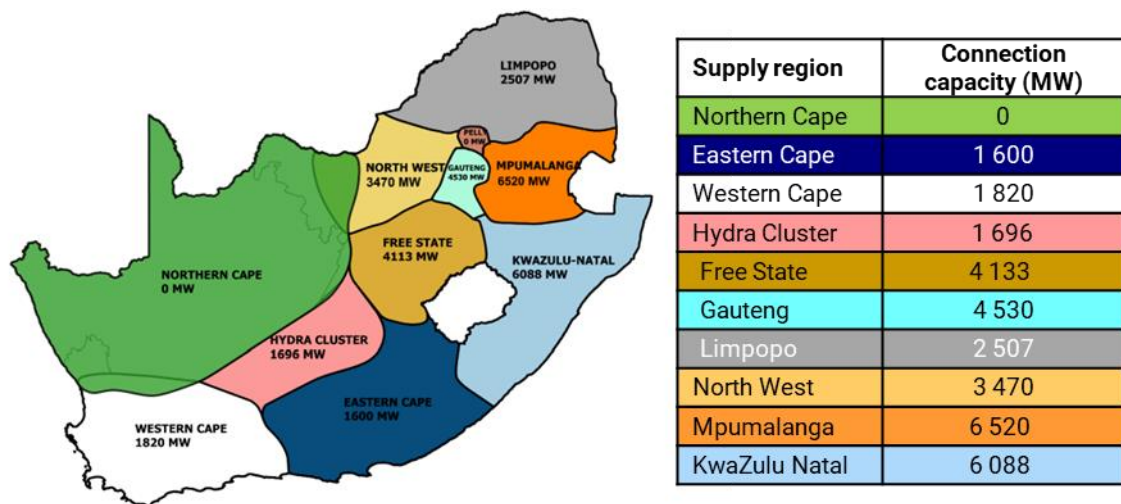 LIMPOPO
2507 MW
PELLY
0 MW
NORTH WEST
3470 MW
GAUTENG
4530 MW
MPUMALANGA
6520 MW
FREE STATE
4113 MW
KWAZULU-NATAL
6088 MW
NORTHERN CAPE
0 MW
HYDRA CLUSTER
1696 MW
EASTERN CAPE
1600 MW
WESTERN CAPE
1820 MW
Supply region Connection capacity (MW)
Northern Cape 0
Eastern Cape 1 600
Western Cape 1 820
Hydra Cluster 1 696
Free State 4 133
Gauteng 4 530
Limpopo 2 507
North West 3 470
Mpumalanga 6 520
KwaZulu Natal 6 088